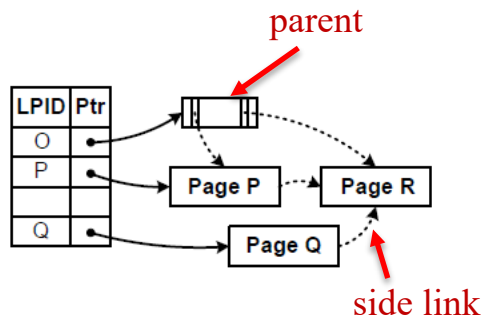 parent
LPID Ptr
O
P
Page P
Page R
Q
Page Q
side link